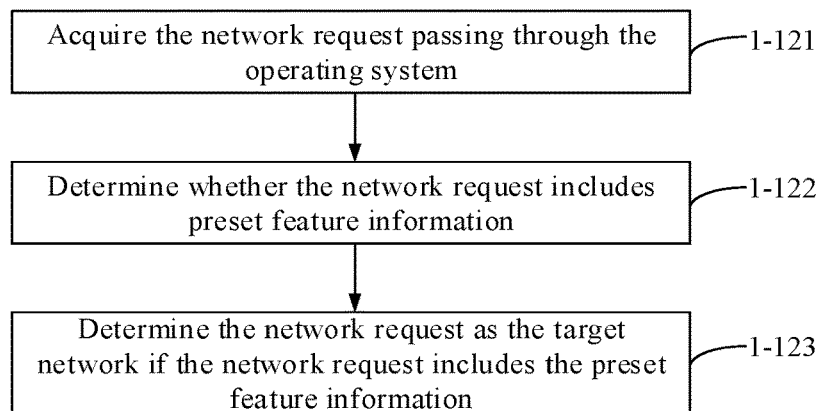 Acquire the network request passing through the
operating system
1-121
Determine whether the network request includes
preset feature information
1-122
Determine the network request as the target
network if the network request includes the preset
feature information
1-123